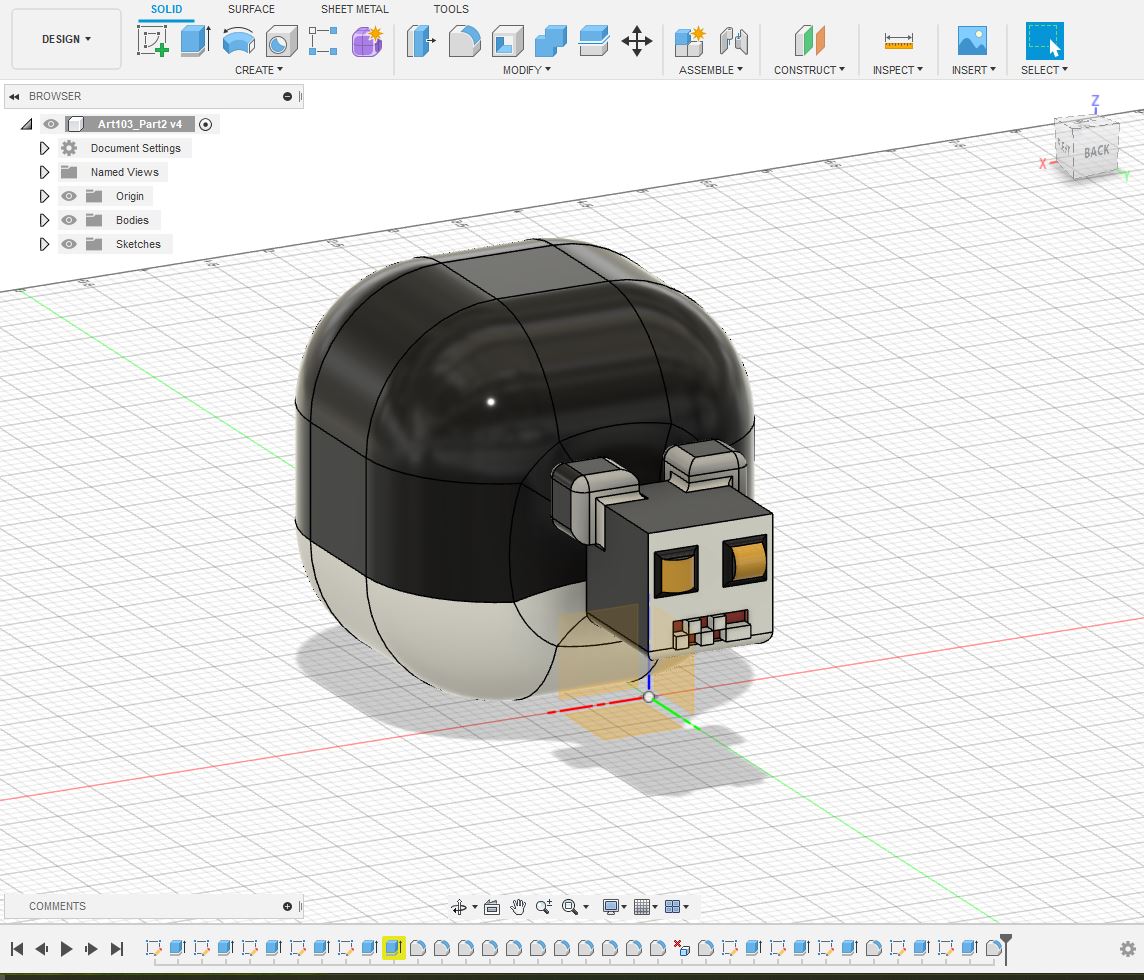 SOLID SURFACE SHEET METAL TOOLS
DESIGN
CREATE MODIFY ASSEMBLE CONSTRUCT INSPECT INSERT SELECT
BROWSER
Art103_Part2 v4
Document Settings
Named Views
Origin
Bodies
Sketches
Z
BACK
X
Y
COMMENTS